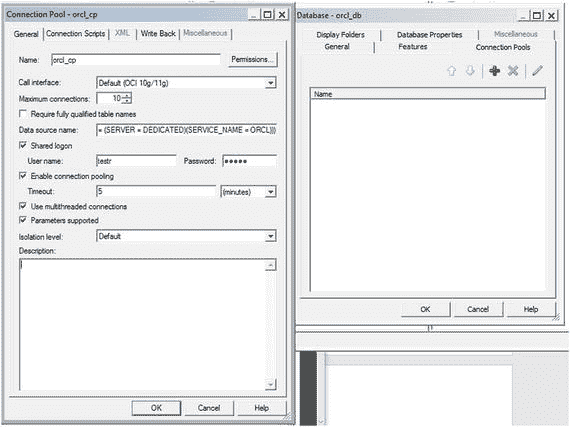 Connection Pool - orcl_cp
General Connection Scripts XML Write Back Miscellaneous
Name: orcl_cp Permissions...
Call interface: Default (OCI 10g/11g)
Maximum connections: 10
Require fully qualified table names
Data source name: = (SERVER = DEDICATED)(SERVICE_NAME = ORCL)))
Shared logon
User name: testr Password: •••••
Enable connection pooling
Timeout: 5 (minutes)
Use multithreaded connections
Parameters supported
Isolation level: Default
Description:
OK Cancel Help
Database - orcl_db
Display Folders Database Properties Miscellaneous
General Features Connection Pools
Name
OK Cancel Help